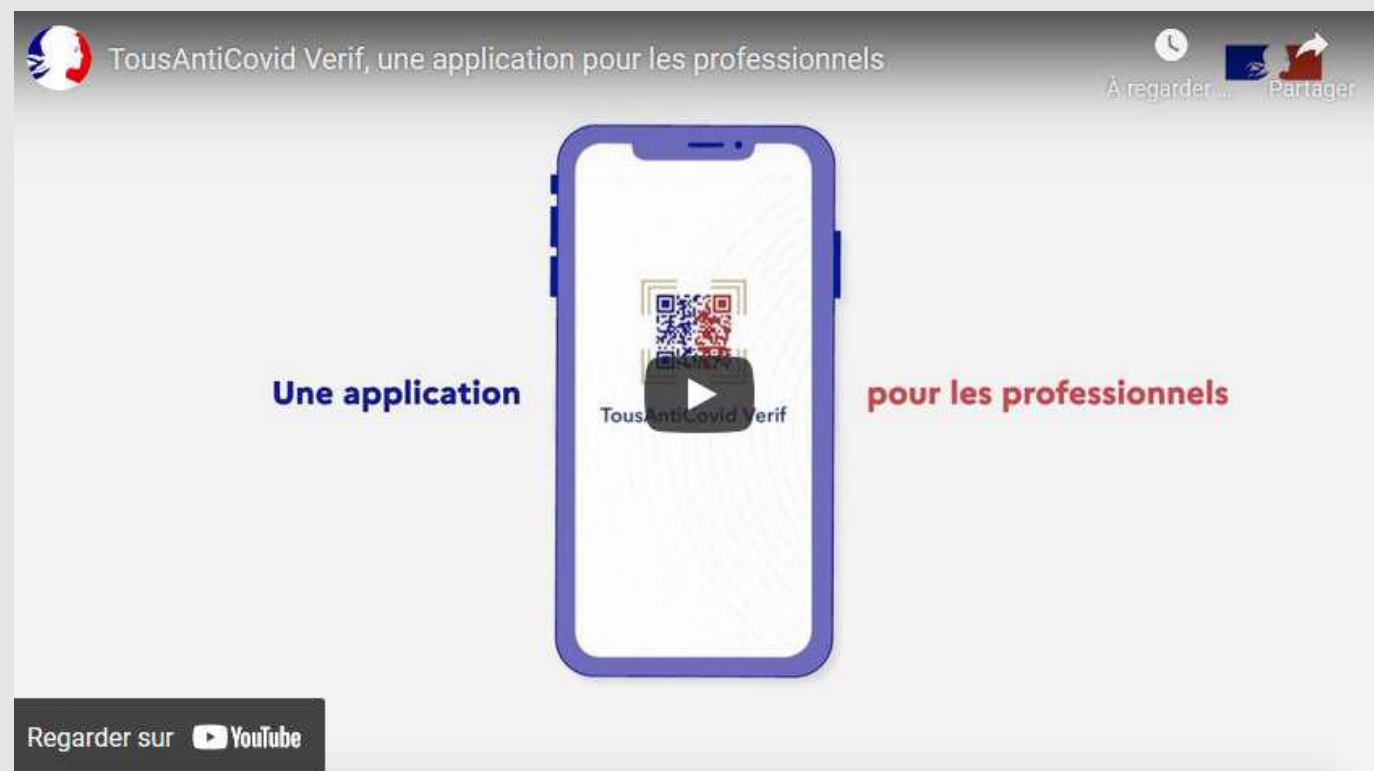 TousAntiCovid Verif, une application pour les professionnels
À regarder ...
Partager
Une application
TousAntiCovid Verif
pour les professionnels
Regarder sur YouTube